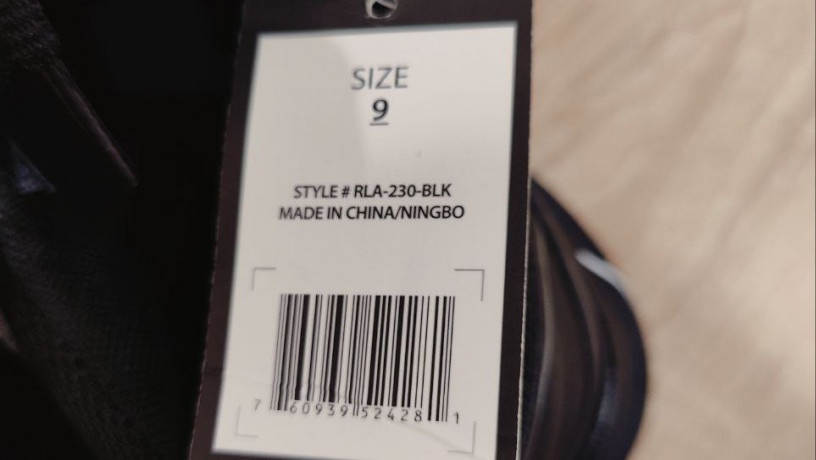 SIZE
9
STYLE # RLA-230-BLK
MADE IN CHINA/NINGBO
7 60939 52428 1